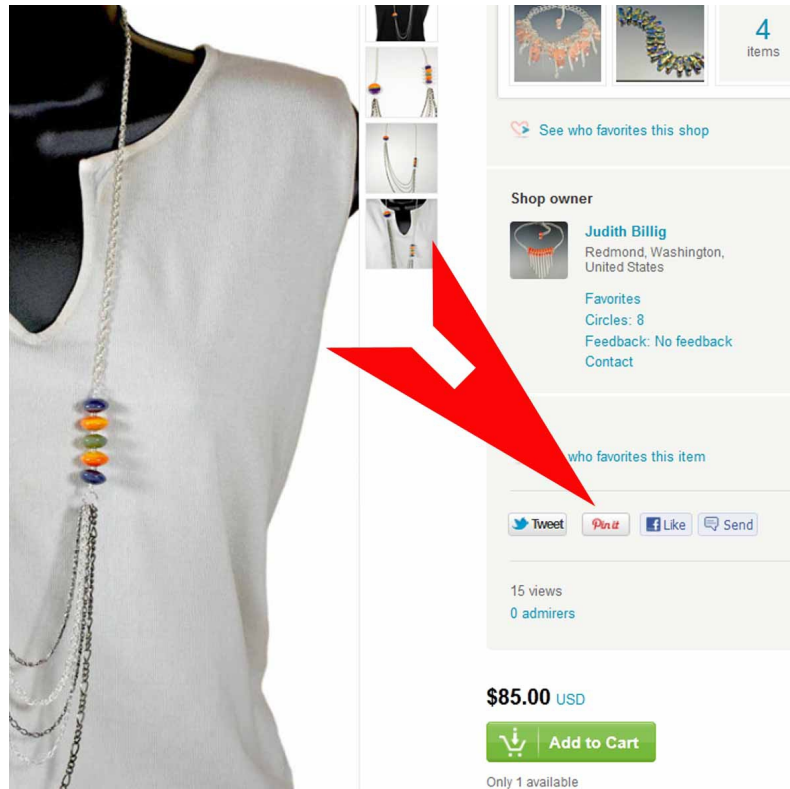 4
items
See who favorites this shop
Shop owner
Judith Billig
Redmond, Washington,
United States
Favorites
Circles: 8
Feedback: No feedback
Contact
who favorites this item
Tweet
Pin it
Like
Send
15 views
0 admirers
$85.00 USD
Add to Cart
Only 1 available